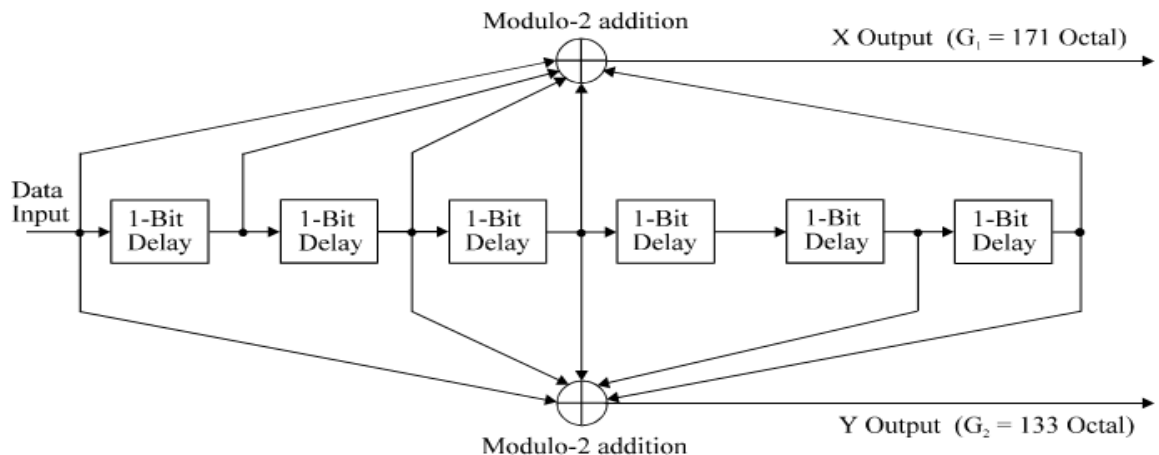 Modulo-2 addition
X Output (G₁ = 171 Octal)
Data
Input
1-Bit
Delay
1-Bit
Delay
1-Bit
Delay
1-Bit
Delay
1-Bit
Delay
1-Bit
Delay
Y Output (G₂ = 133 Octal)
Modulo-2 addition